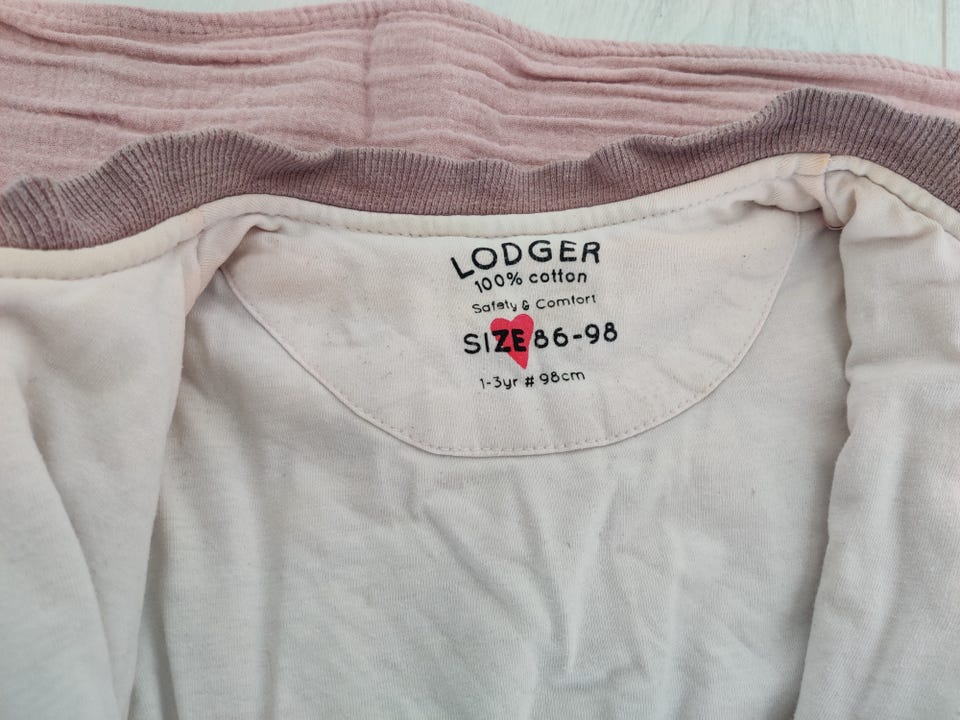 LODGER
100% cotton
Safety & Comfort
SIZE 86-98
1-3yr # 98cm